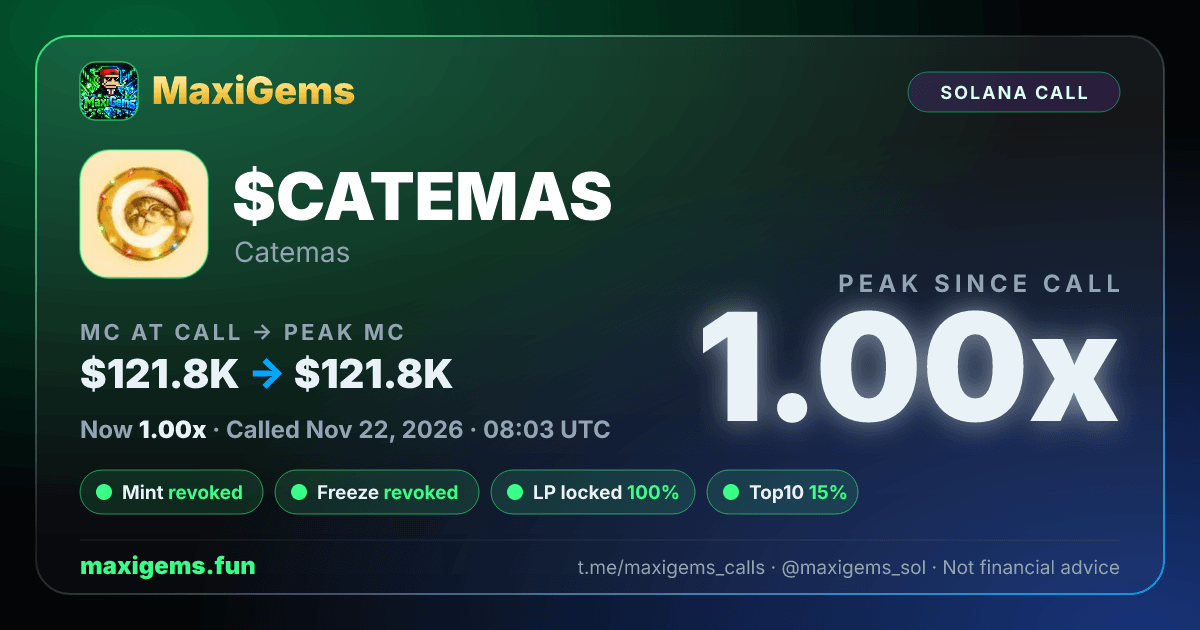 MaxiGems
MaxiGems
SOLANA CALL
$CATEMAS
Catemas
PEAK SINCE CALL
1.00x
MC AT CALL → PEAK MC
$121.8K → $121.8K
Now 1.00x · Called Nov 22, 2026 · 08:03 UTC
Mint revoked
Freeze revoked
LP locked 100%
Top10 15%
maxigems.fun
t.me/maxigems_calls · @maxigems_sol · Not financial advice